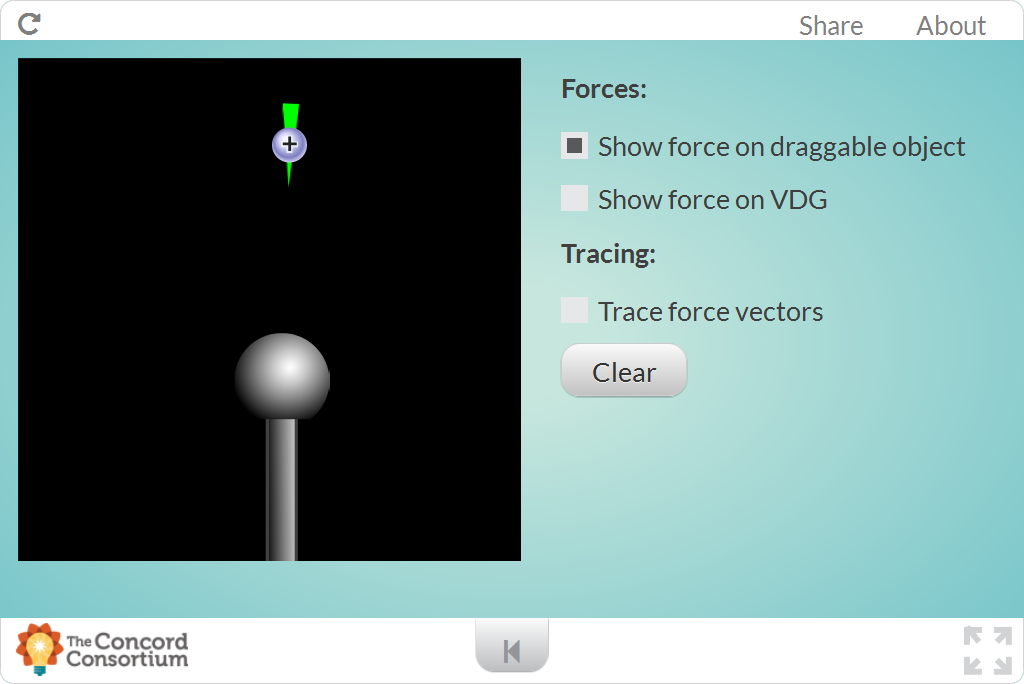 Share About
Forces:
+
Show force on draggable object
Show force on VDG
Tracing:
Trace force vectors
Clear
The Concord
Consortium